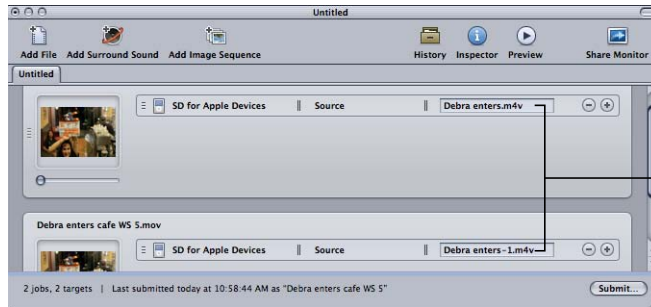 Untitled
Add File Add Surround Sound Add Image Sequence History Inspector Preview Share Monitor
Untitled
SD for Apple Devices Source Debra enters.m4v
Debra enters cafe WS 5.mov
SD for Apple Devices Source Debra enters-1.m4v
2 jobs, 2 targets | Last submitted today at 10:58:44 AM as "Debra enters cafe WS 5" Submit...